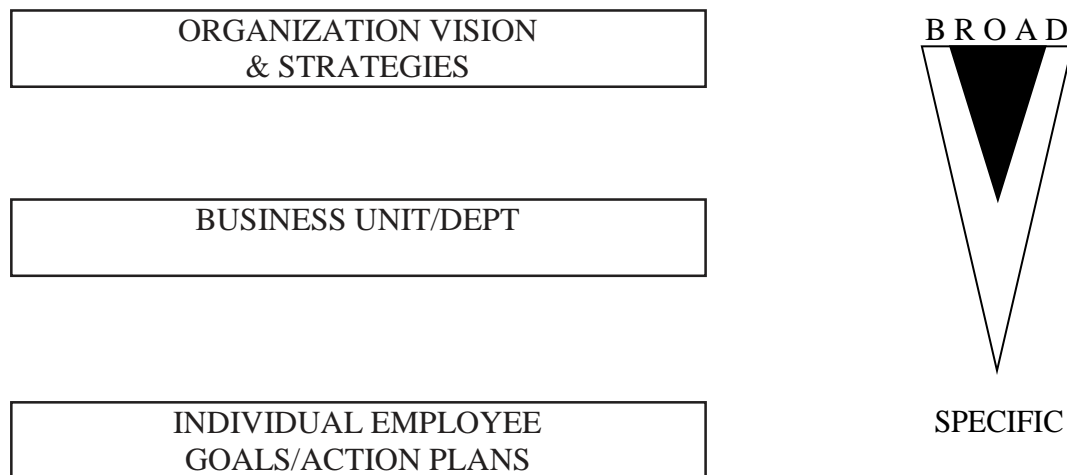 ORGANIZATION VISION
& STRATEGIES
B R O A D
BUSINESS UNIT/DEPT
INDIVIDUAL EMPLOYEE
GOALS/ACTION PLANS
SPECIFIC